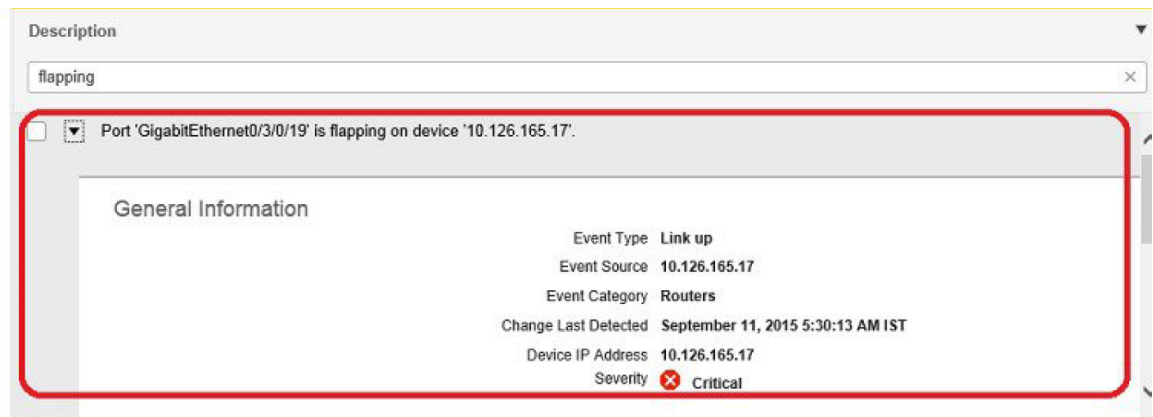 Description
flapping
Port 'GigabitEthernet0/3/0/19' is flapping on device '10.126.165.17'.
General Information
Event Type Link up
Event Source 10.126.165.17
Event Category Routers
Change Last Detected September 11, 2015 5:30:13 AM IST
Device IP Address 10.126.165.17
Severity Critical